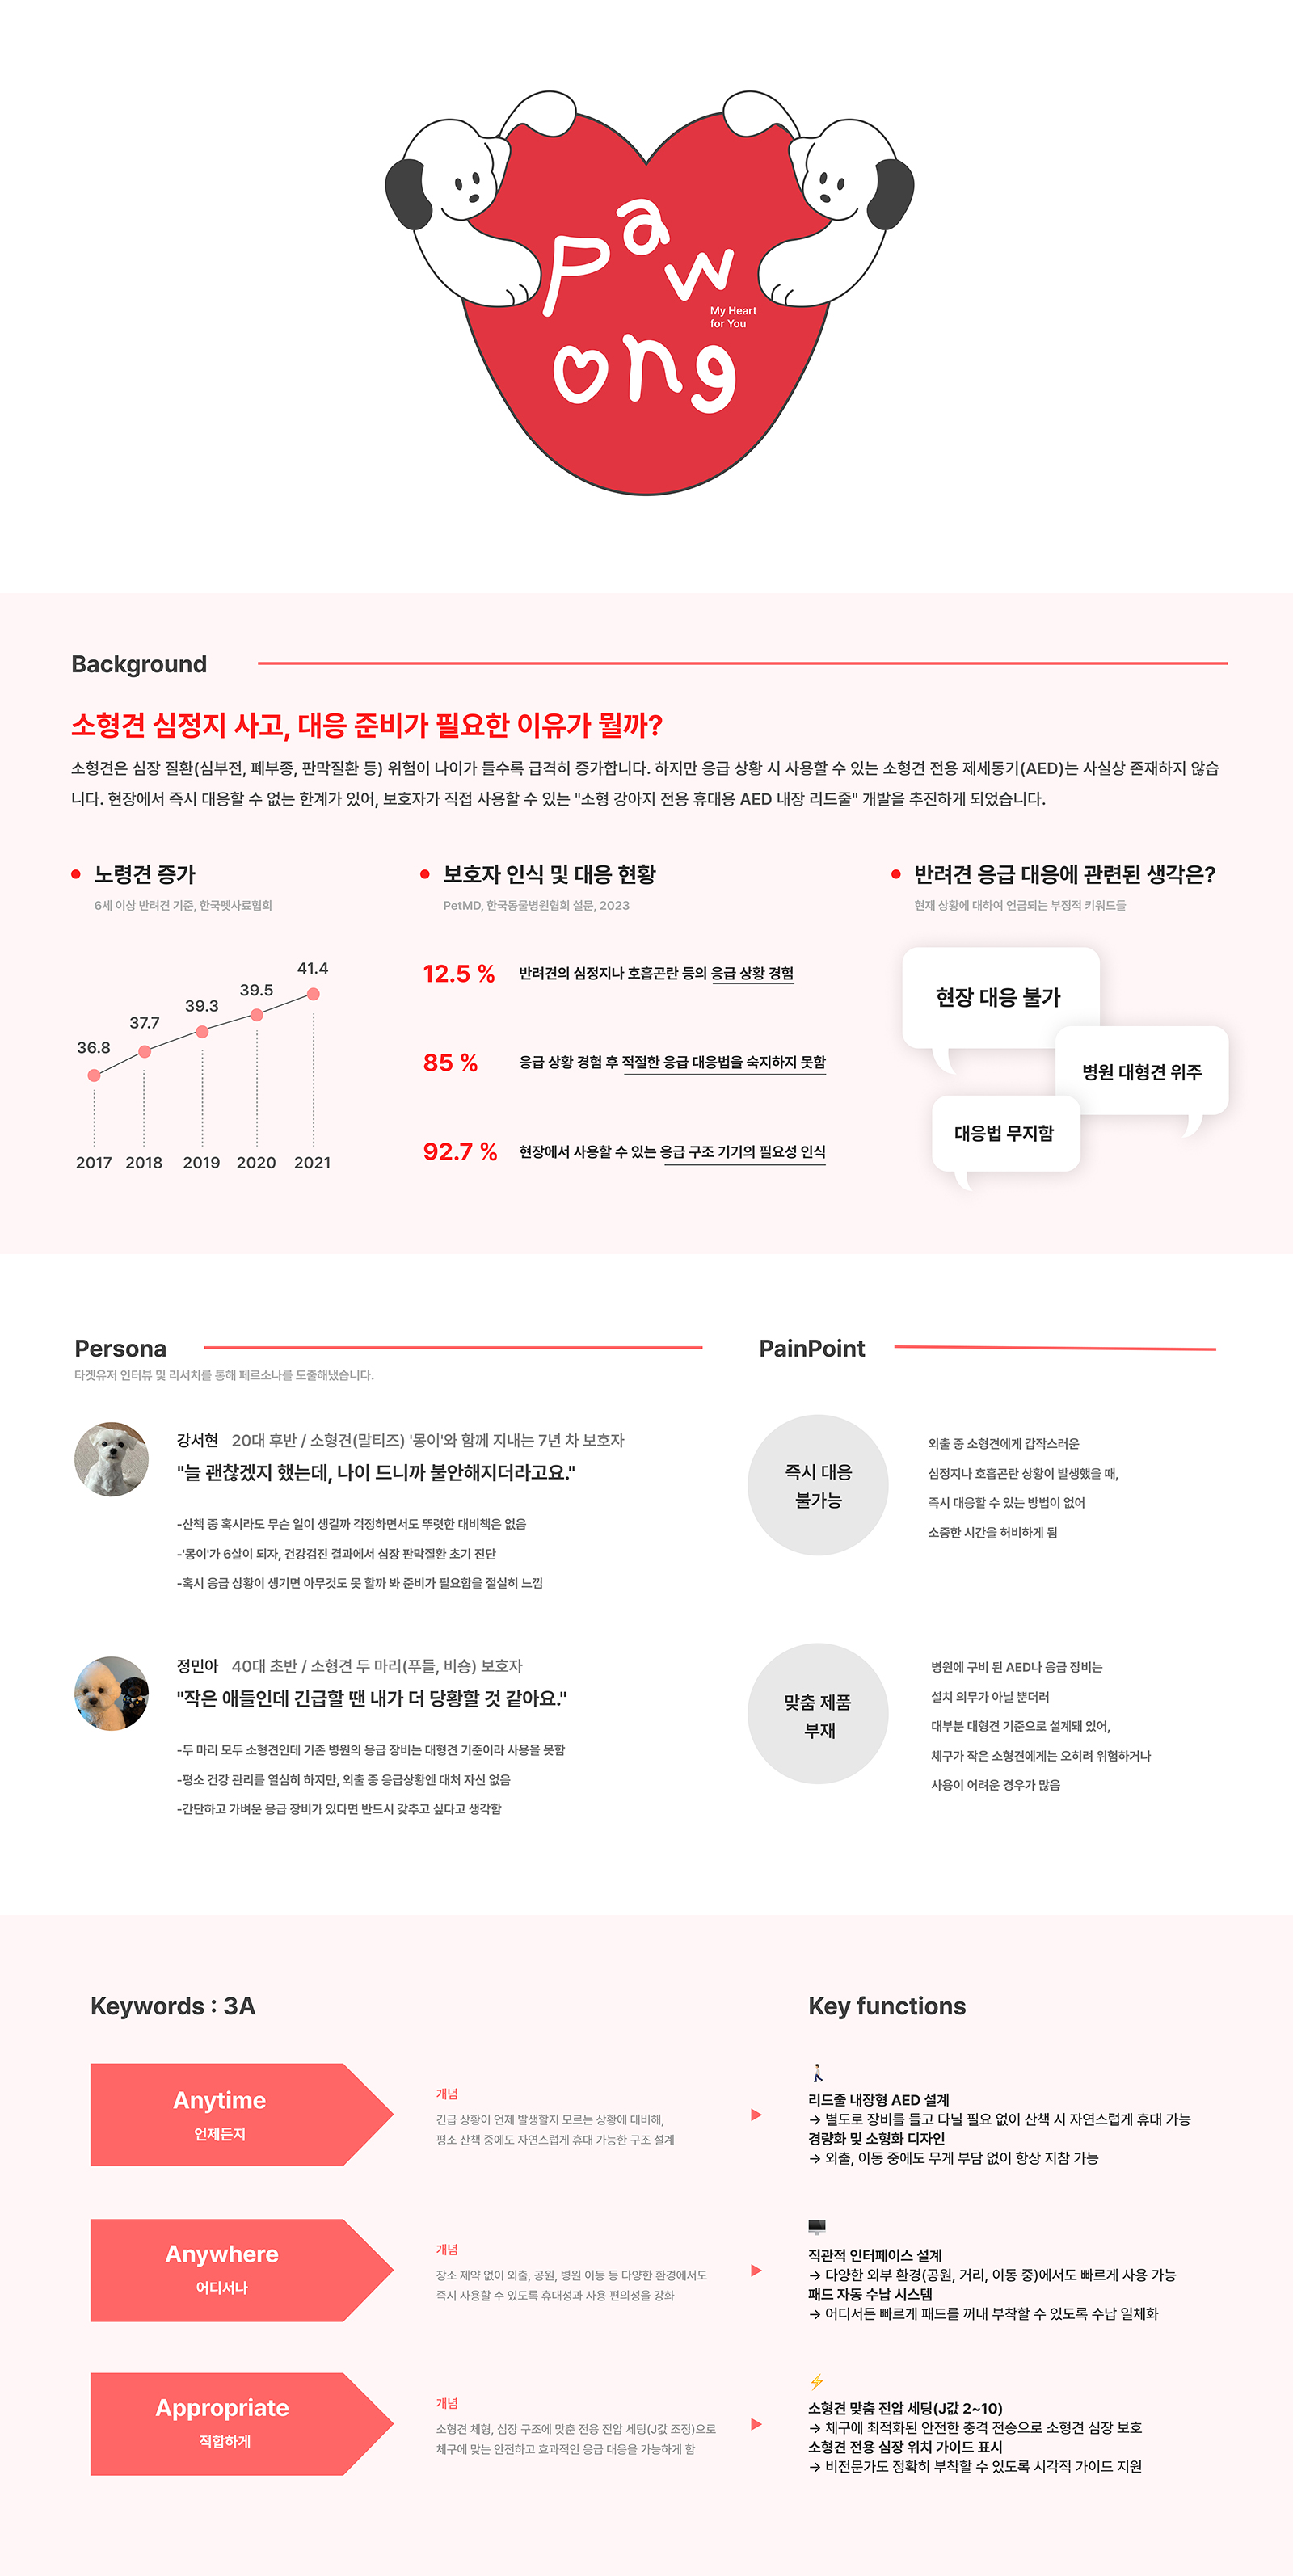 Paw
My Heart
for You
ong
Background
소형견 심정지 사고, 대응 준비가 필요한 이유가 뭘까?
소형견은 심장 질환(심부전, 폐부종, 판막질환 등) 위험이 나이가 들수록 급격히 증가합니다. 하지만 응급 상황 시 사용할 수 있는 소형견 전용 제세동기(AED)는 사실상 존재하지 않습
니다. 현장에서 즉시 대응할 수 없는 한계가 있어, 보호자가 직접 사용할 수 있는 "소형 강아지 전용 휴대용 AED 내장 리드줄" 개발을 추진하게 되었습니다.
노령견 증가
6세 이상 반려견 기준, 한국펫사료협회
41.4
39.5
39.3
37.7
36.8
2017 2018 2019 2020 2021
보호자 인식 및 대응 현황
PetMD, 한국동물병원협회 설문, 2023
12.5 % 반려견의 심정지나 호흡곤란 등의 응급 상황 경험
85 % 응급 상황 경험 후 적절한 응급 대응법을 숙지하지 못함
92.7 % 현장에서 사용할 수 있는 응급 구조 기기의 필요성 인식
반려견 응급 대응에 관련된 생각은?
현재 상황에 대하여 언급되는 부정적 키워드들
현장 대응 불가
병원 대형견 위주
대응법 무지함
Persona
타겟유저 인터뷰 및 리서치를 통해 페르소나를 도출해냈습니다.
강서현 20대 후반 / 소형견(말티즈) '몽이'와 함께 지내는 7년 차 보호자
"늘 괜찮겠지 했는데, 나이 드니까 불안해지더라고요."
-산책 중 혹시라도 무슨 일이 생길까 걱정하면서도 뚜렷한 대비책은 없음
-'몽이'가 6살이 되자, 건강검진 결과에서 심장 판막질환 초기 진단
-혹시 응급 상황이 생기면 아무것도 못 할까 봐 준비가 필요함을 절실히 느낌
정민아 40대 초반 / 소형견 두 마리(푸들, 비숑) 보호자
"작은 애들인데 긴급할 땐 내가 더 당황할 것 같아요."
-두 마리 모두 소형견인데 기존 병원의 응급 장비는 대형견 기준이라 사용을 못함
-평소 건강 관리를 열심히 하지만, 외출 중 응급상황엔 대처 자신 없음
-간단하고 가벼운 응급 장비가 있다면 반드시 갖추고 싶다고 생각함
PainPoint
즉시 대응
불가능
외출 중 소형견에게 갑작스러운
심정지나 호흡곤란 상황이 발생했을 때,
즉시 대응할 수 있는 방법이 없어
소중한 시간을 허비하게 됨
맞춤 제품
부재
병원에 구비 된 AED나 응급 장비는
설치 의무가 아닐 뿐더러
대부분 대형견 기준으로 설계돼 있어,
체구가 작은 소형견에게는 오히려 위험하거나
사용이 어려운 경우가 많음
Keywords : 3A
Key functions
Anytime
언제든지
개념
긴급 상황이 언제 발생할지 모르는 상황에 대비해,
평소 산책 중에도 자연스럽게 휴대 가능한 구조 설계
리드줄 내장형 AED 설계
→ 별도로 장비를 들고 다닐 필요 없이 산책 시 자연스럽게 휴대 가능
경량화 및 소형화 디자인
→ 외출, 이동 중에도 무게 부담 없이 항상 지참 가능
Anywhere
어디서나
개념
장소 제약 없이 외출, 공원, 병원 이동 등 다양한 환경에서도
즉시 사용할 수 있도록 휴대성과 사용 편의성을 강화
직관적 인터페이스 설계
→ 다양한 외부 환경(공원, 거리, 이동 중)에서도 빠르게 사용 가능
패드 자동 수납 시스템
→ 어디서든 빠르게 패드를 꺼내 부착할 수 있도록 수납 일체화
Appropriate
적합하게
개념
소형견 체형, 심장 구조에 맞춘 전용 전압 세팅(J값 조정)으로
체구에 맞는 안전하고 효과적인 응급 대응을 가능하게 함
소형견 맞춤 전압 세팅(J값 2~10)
→ 체구에 최적화된 안전한 충격 전송으로 소형견 심장 보호
소형견 전용 심장 위치 가이드 표시
→ 비전문가도 정확히 부착할 수 있도록 시각적 가이드 지원